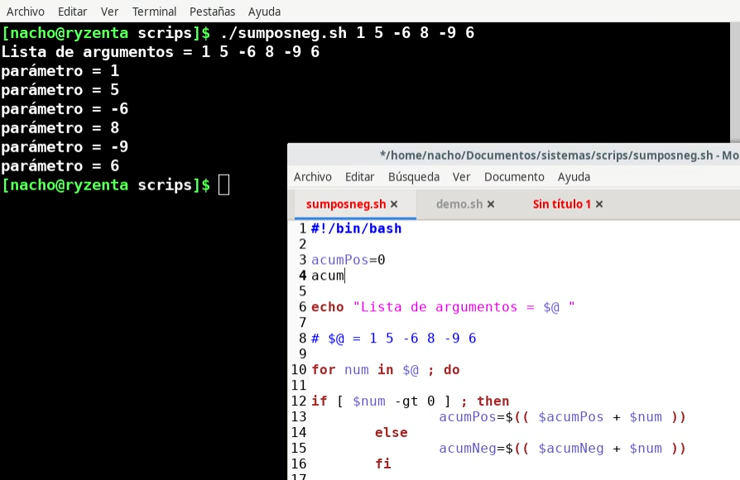 Archivo Editar Ver Terminal Pestañas Ayuda
[nacho@ryzenta scrips]$ ./sumposneg.sh 1 5 -6 8 -9 6
Lista de argumentos = 1 5 -6 8 -9 6
parámetro = 1
parámetro = 5
parámetro = -6
parámetro = 8
parámetro = -9
parámetro = 6
[nacho@ryzenta scrips]$
*/home/nacho/Documentos/sistemas/scrips/sumposneg.sh - Mo
Archivo Editar Búsqueda Ver Documento Ayuda
sumposneg.sh × demo.sh × Sin título 1 ×
1 #!/bin/bash
2
3 acumPos=0
4 acum
5
6 echo "Lista de argumentos = $@ "
7
8 # $@ = 1 5 -6 8 -9 6
9
10 for num in $@ ; do
11
12 if [ $num -gt 0 ] ; then
13 acumPos=$(( $acumPos + $num ))
14 else
15 acumNeg=$(( $acumNeg + $num ))
16 fi
17